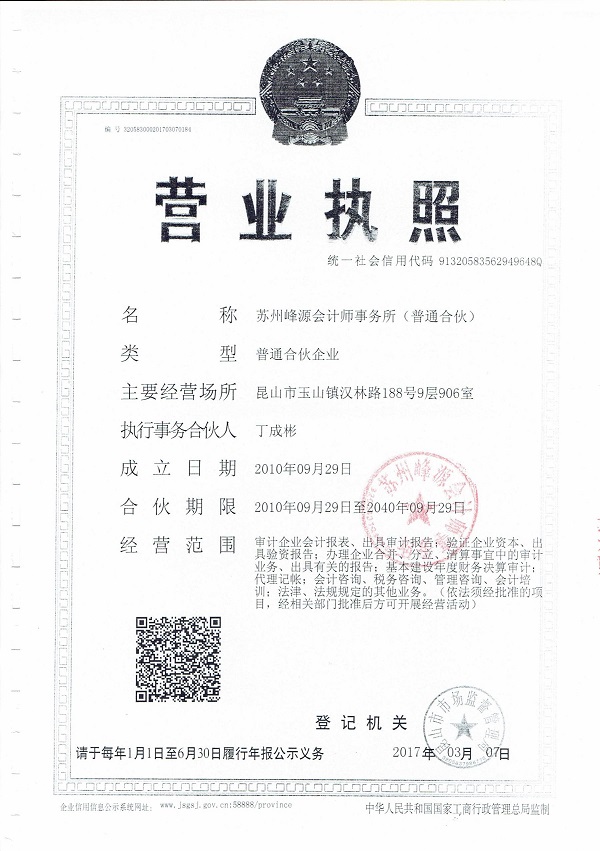 编号 320583000201703070184
营业执照
统一社会信用代码 91320583562949648Q
名称 苏州峰源会计师事务所（普通合伙）
类型 普通合伙企业
主要经营场所 昆山市玉山镇汉林路188号9层906室
执行事务合伙人 丁成彬
成立日期 2010年09月29日
合伙期限 2010年09月29日至2040年09月29日
经营范围 审计企业会计报表、出具审计报告；验证企业资本、出
具验资报告；办理企业合并、分立、清算事宜中的审计
业务、出具有关的报告；基本建设年度财务决算审计；
代理记帐；会计咨询、税务咨询、管理咨询、会计培
训；法津、法规规定的其他业务。（依法须经批准的项
目，经相关部门批准后方可开展经营活动）
苏州峰源会计师事务所
登记机关
昆山市市场监督管理局
请于每年1月1日至6月30日履行年报公示义务
2017年 03月 07日
企业信用信息公示系统网址： www.jsgsj.gov.cn:58888/province
中华人民共和国国家工商行政管理总局监制